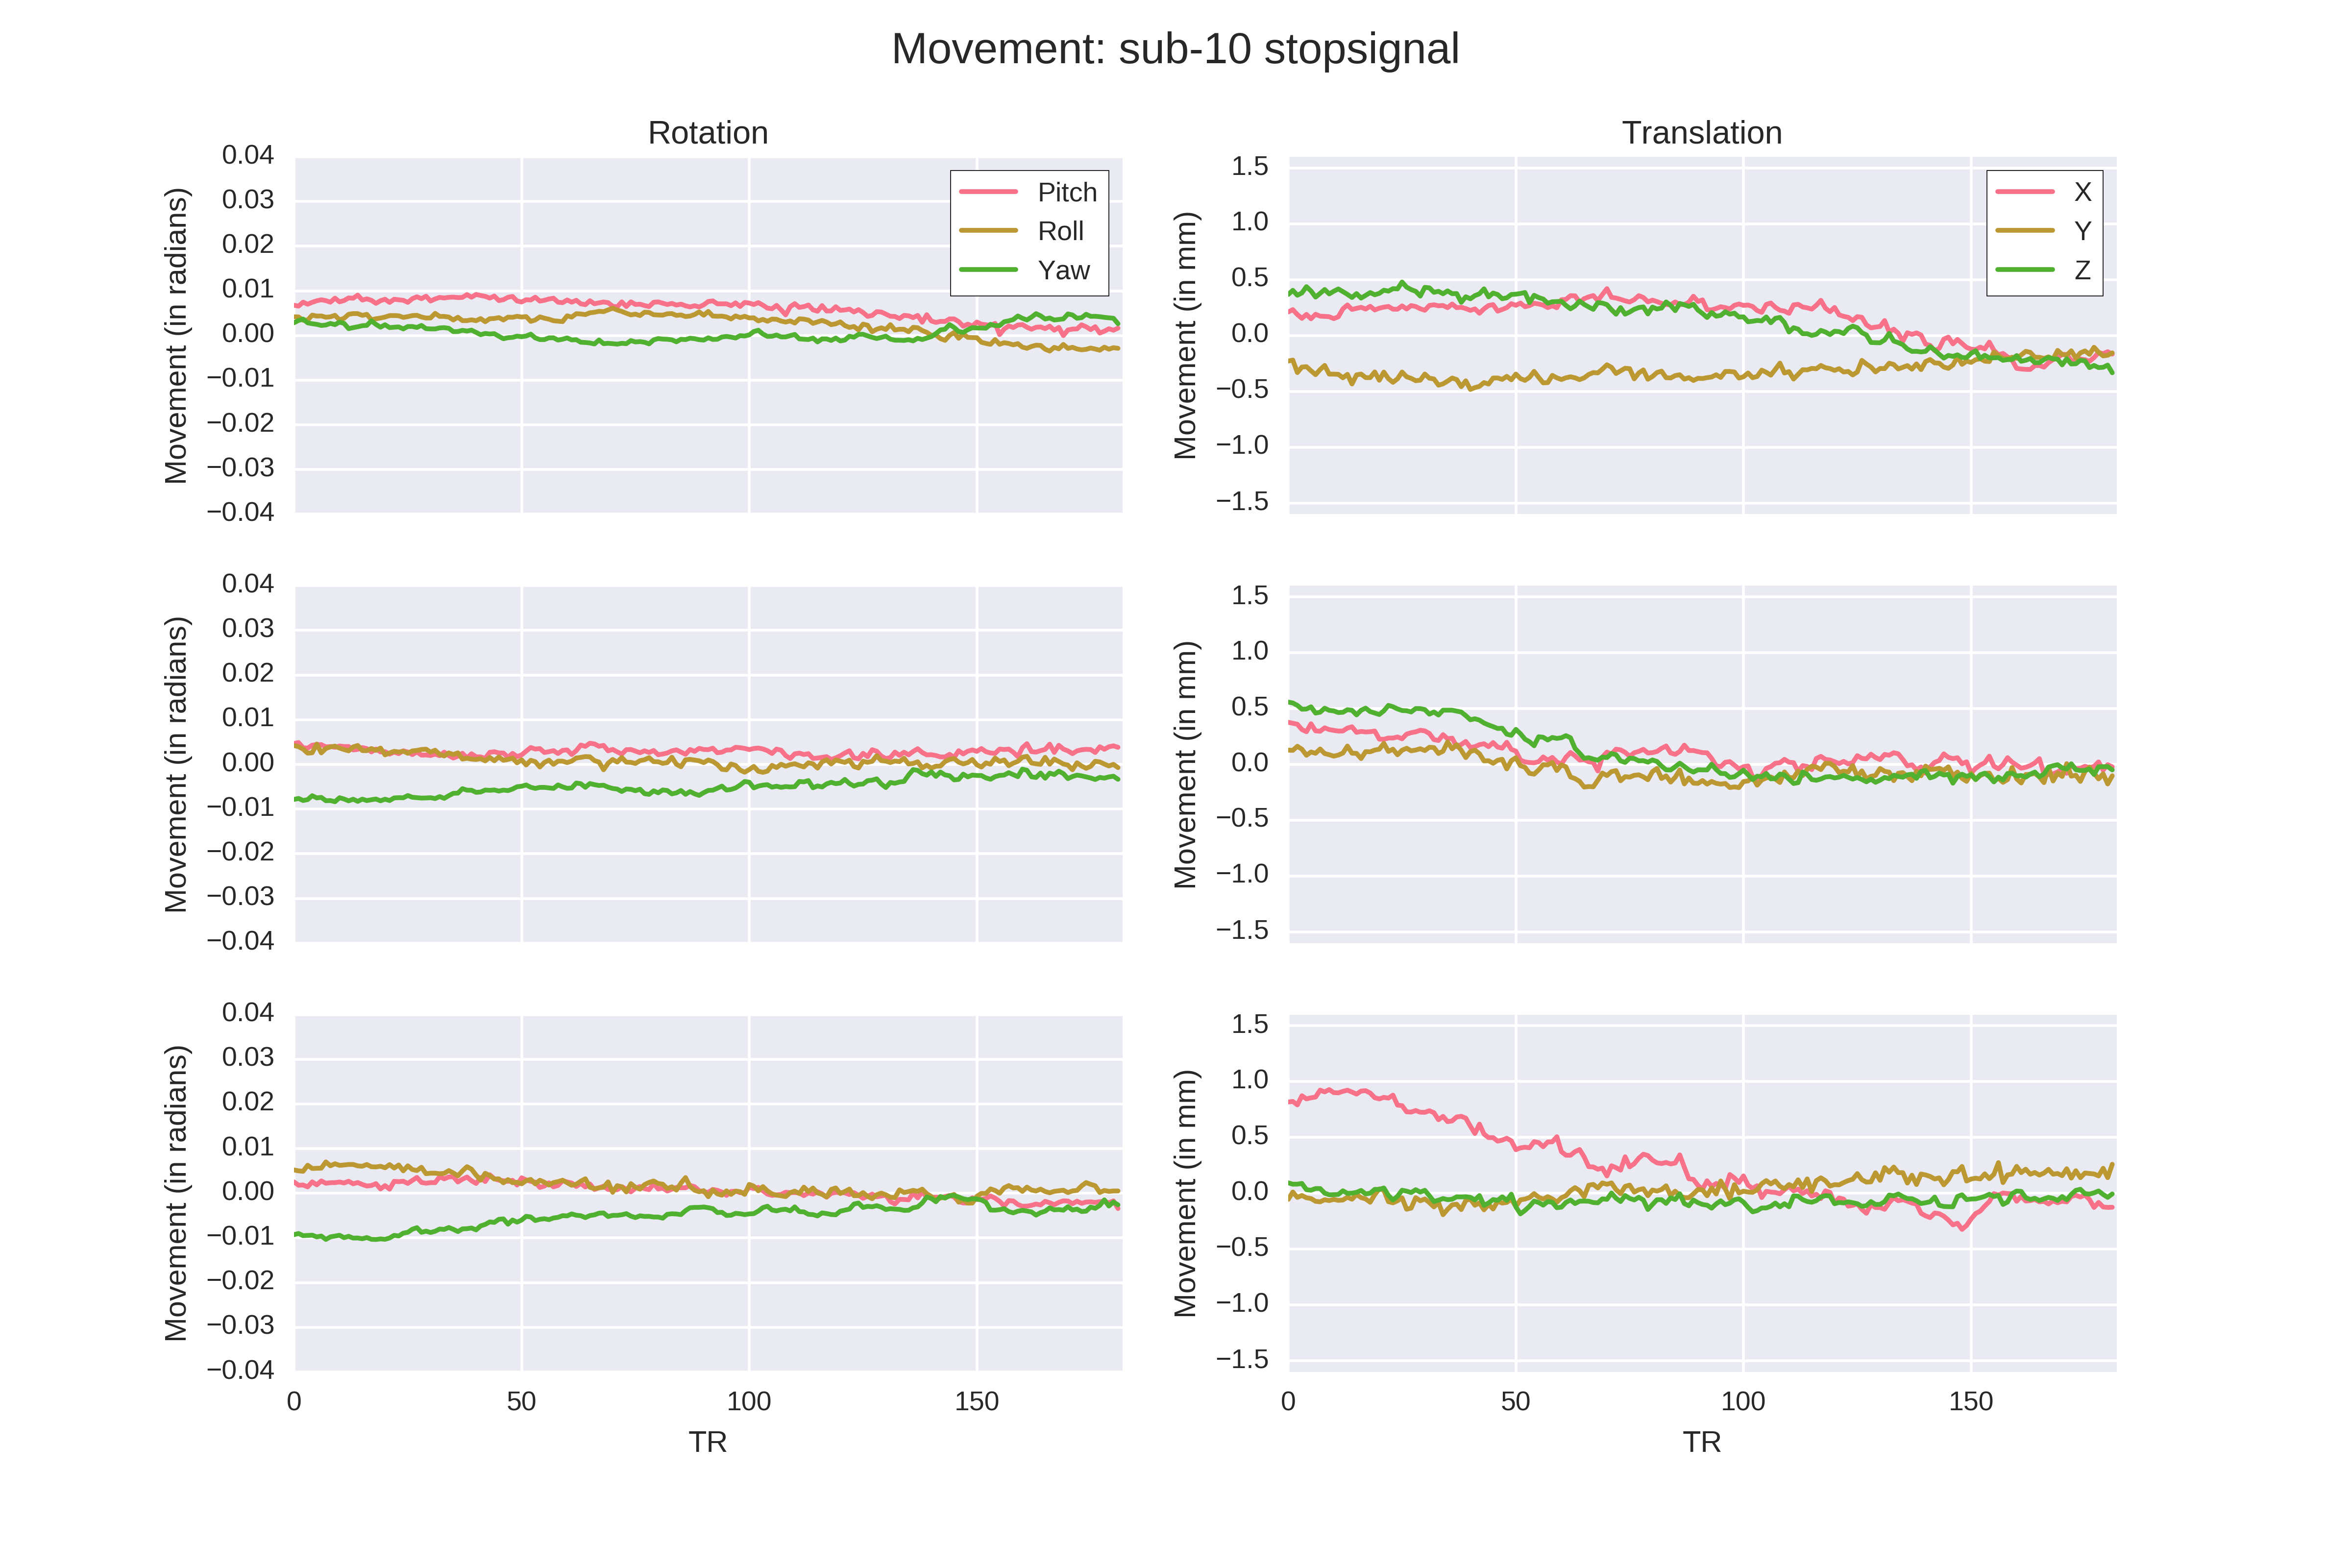 Movement: sub-10 stopsignal
Rotation
Translation
Movement (in radians)
0.04
0.03
0.02
0.01
0.00
−0.01
−0.02
−0.03
−0.04
Pitch
Roll
Yaw
Movement (in mm)
1.5
1.0
0.5
0.0
−0.5
−1.0
−1.5
X
Y
Z
Movement (in radians)
0.04
0.03
0.02
0.01
0.00
−0.01
−0.02
−0.03
−0.04
Movement (in mm)
1.5
1.0
0.5
0.0
−0.5
−1.0
−1.5
Movement (in radians)
0.04
0.03
0.02
0.01
0.00
−0.01
−0.02
−0.03
−0.04
0 50 100 150
TR
Movement (in mm)
1.5
1.0
0.5
0.0
−0.5
−1.0
−1.5
0 50 100 150
TR